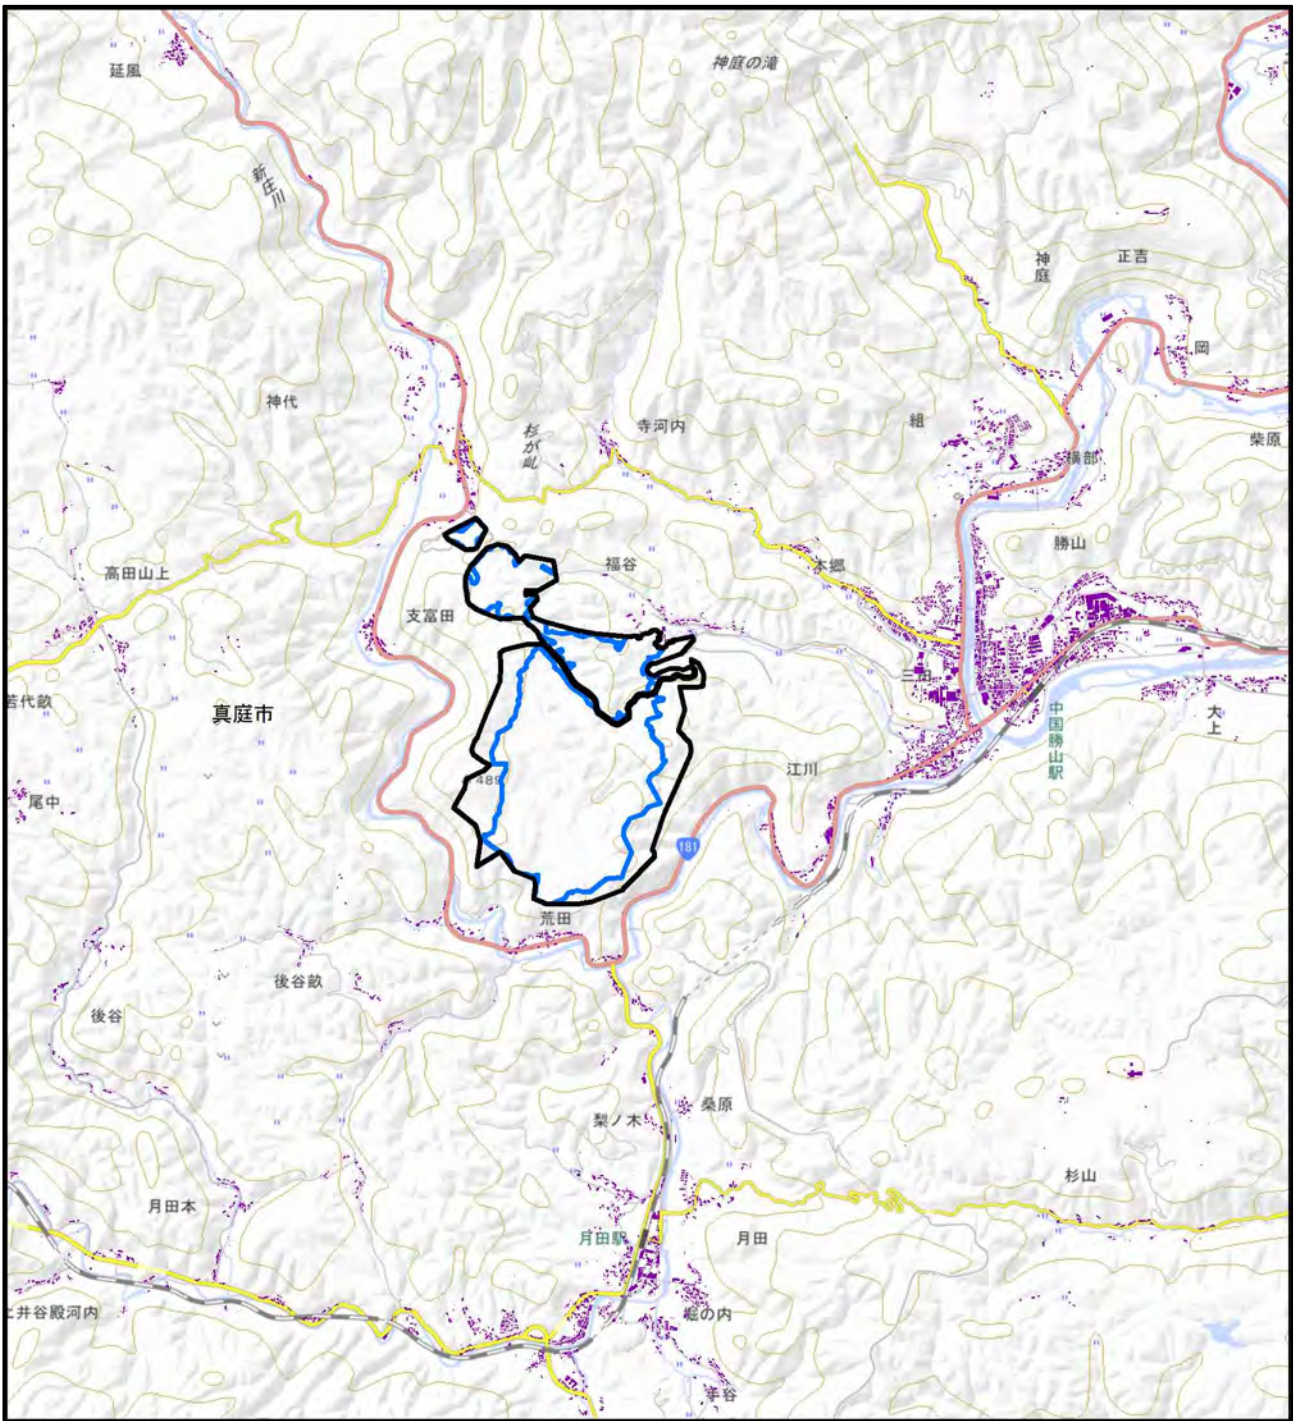 延風
神庭の滝
新庄川
神庭
正吉
岡
神代
杉が乢
寺河内
組
横部
柴原
勝山
高田山上
福谷
本郷
支富田
三田
若代畝
真庭市
大上
中国勝山駅
489
江川
尾中
181
荒田
後谷畝
後谷
梨ノ木
桑原
杉山
月田本
月田駅
月田
井谷殿河内
堀の内
手谷